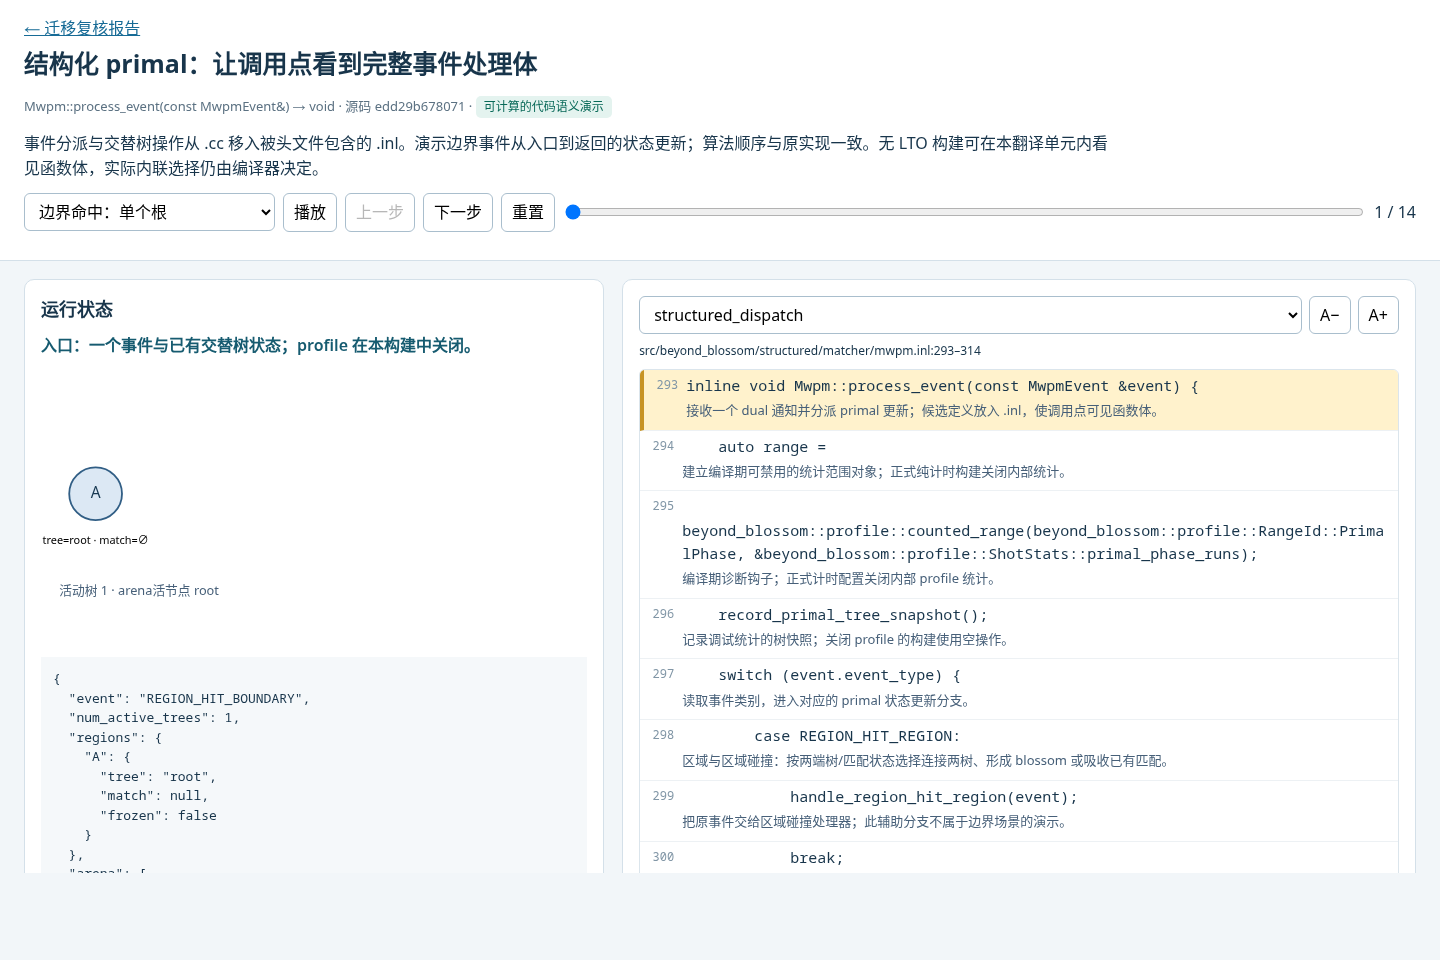 ← 迁移复核报告
结构化 primal：让调用点看到完整事件处理体
Mwpm::process_event(const MwpmEvent&) → void · 源码 edd29b678071 · 可计算的代码语义演示
事件分派与交替树操作从 .cc 移入被头文件包含的 .inl。演示边界事件从入口到返回的状态更新；算法顺序与原实现一致。无 LTO 构建可在本翻译单元内看
见函数体，实际内联选择仍由编译器决定。
边界命中：单个根 播放 上一步 下一步 重置 1 / 14
运行状态
入口：一个事件与已有交替树状态；profile 在本构建中关闭。
A
tree=root · match=∅
活动树 1 · arena活节点 root
{
  "event": "REGION_HIT_BOUNDARY",
  "num_active_trees": 1,
  "regions": {
    "A": {
      "tree": "root",
      "match": null,
      "frozen": false
    }
  },
  "arena": [
structured_dispatch A− A+
src/beyond_blossom/structured/matcher/mwpm.inl:293–314
293 inline void Mwpm::process_event(const MwpmEvent &event) {
接收一个 dual 通知并分派 primal 更新；候选定义放入 .inl，使调用点可见函数体。
294     auto range =
建立编译期可禁用的统计范围对象；正式纯计时构建关闭内部统计。
295
beyond_blossom::profile::counted_range(beyond_blossom::profile::RangeId::Prima
lPhase, &beyond_blossom::profile::ShotStats::primal_phase_runs);
编译期诊断钩子；正式计时配置关闭内部 profile 统计。
296     record_primal_tree_snapshot();
记录调试统计的树快照；关闭 profile 的构建使用空操作。
297     switch (event.event_type) {
读取事件类别，进入对应的 primal 状态更新分支。
298         case REGION_HIT_REGION:
区域与区域碰撞：按两端树/匹配状态选择连接两树、形成 blossom 或吸收已有匹配。
299             handle_region_hit_region(event);
把原事件交给区域碰撞处理器；此辅助分支不属于边界场景的演示。
300             break;